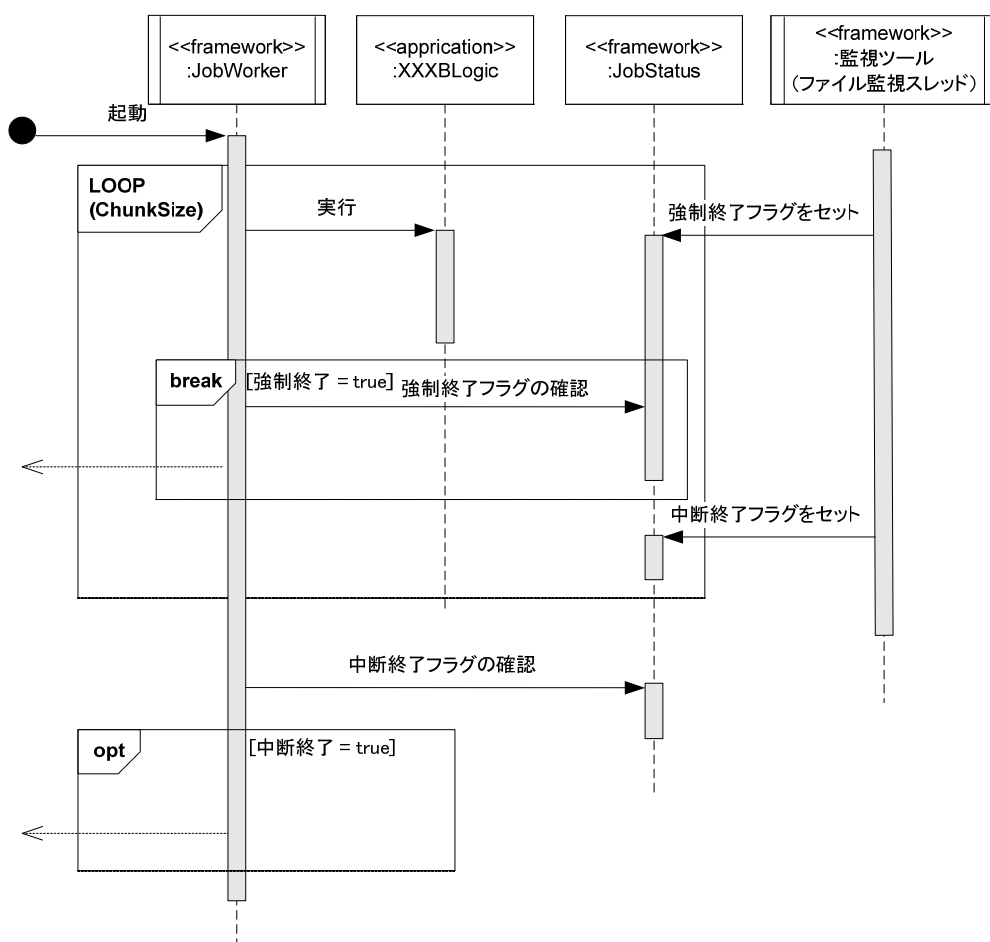 <<framework>>
:JobWorker
<<apprication>>
:XXXBLogic
<<framework>>
:JobStatus
<<framework>>
:監視ツール
(ファイル監視スレッド)
起動
LOOP
(ChunkSize)
実行
強制終了フラグをセット
break
[強制終了 = true]
強制終了フラグの確認
中断終了フラグをセット
中断終了フラグの確認
opt
[中断終了 = true]